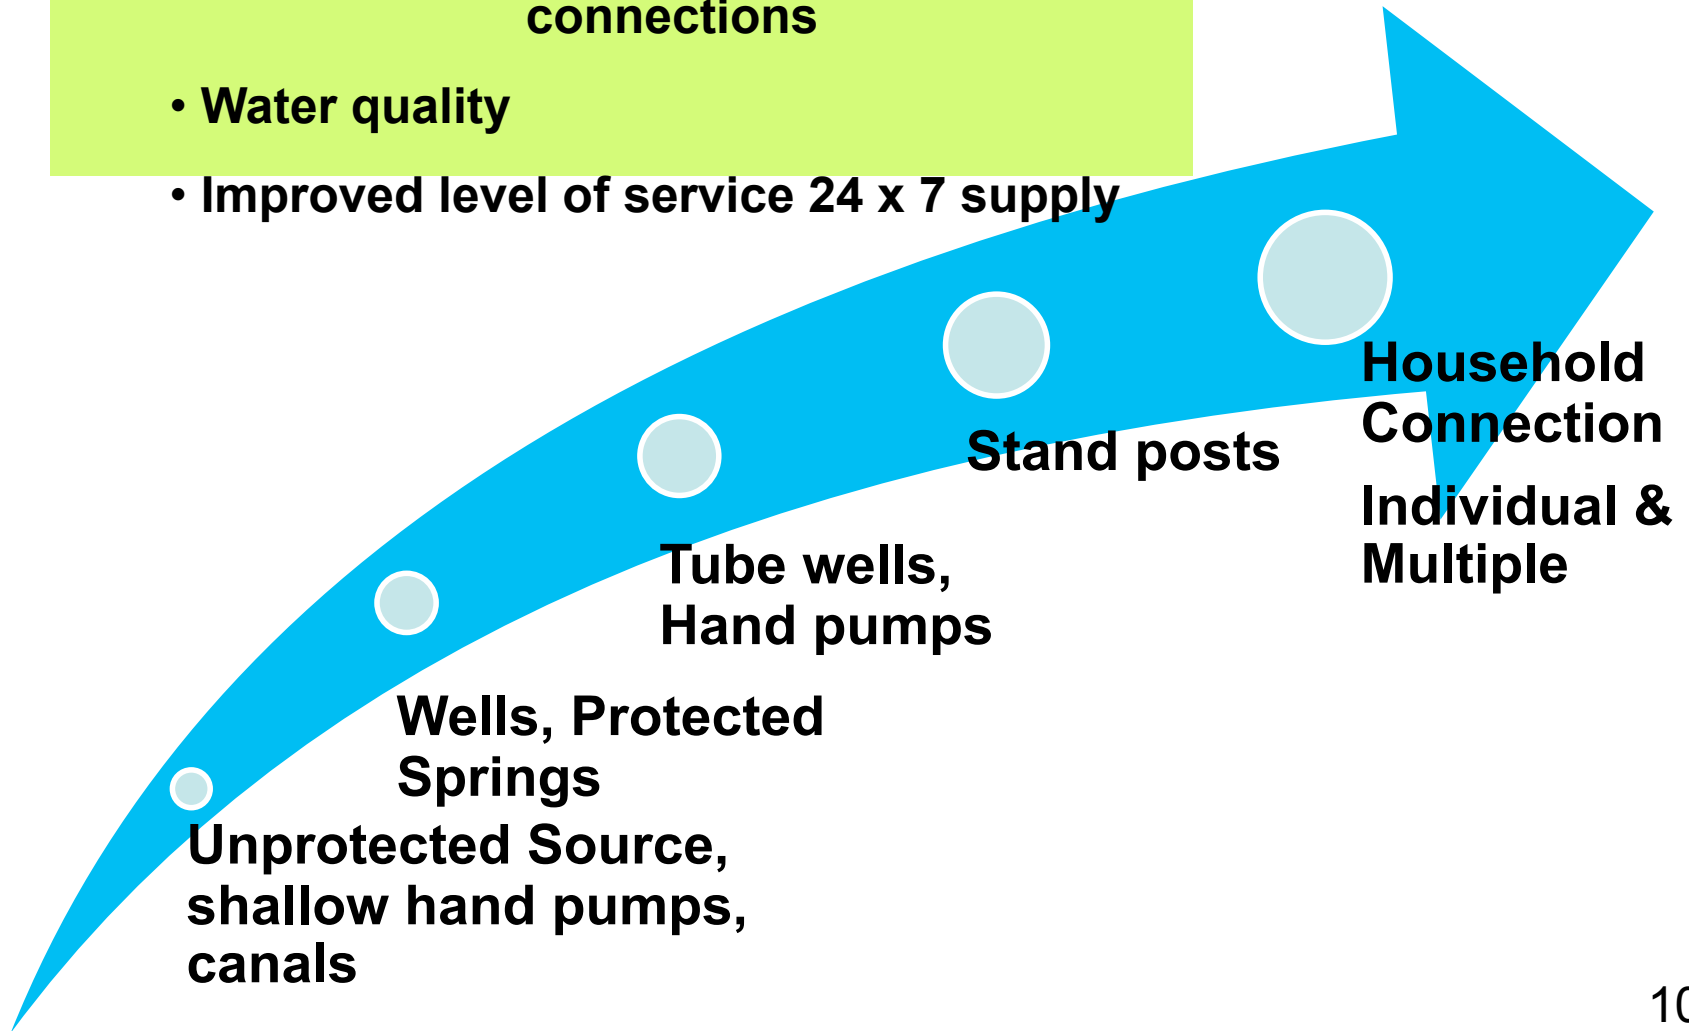 connections
• Water quality
• Improved level of service 24 x 7 supply
Household
Connection
Individual &
Multiple
Stand posts
Tube wells,
Hand pumps
Wells, Protected
Springs
Unprotected Source,
shallow hand pumps,
canals
10